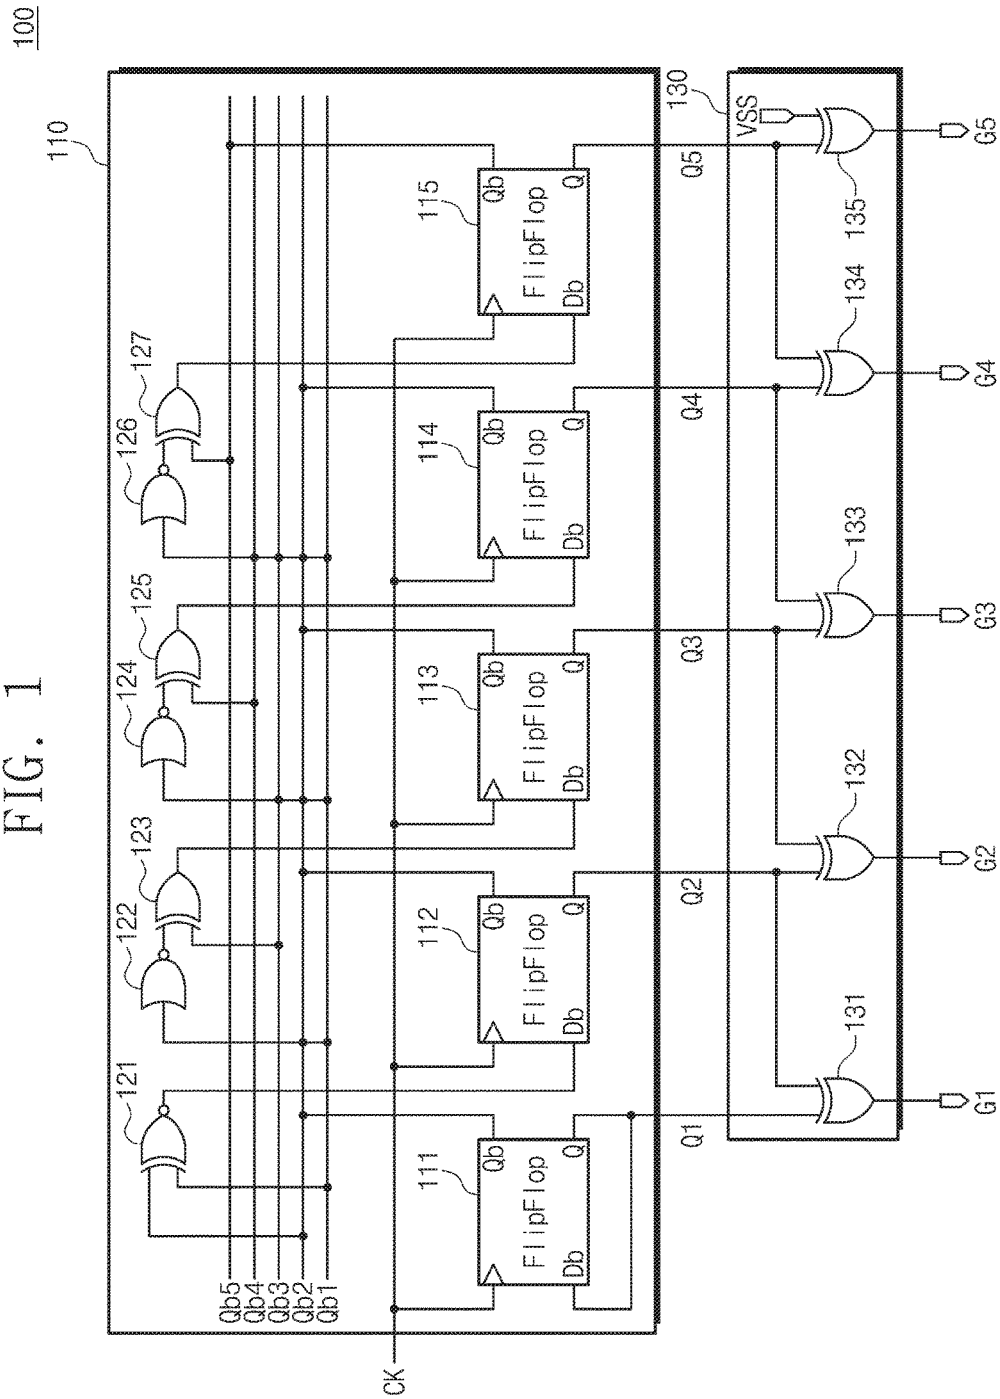 FIG. 1
100
110
121
122
123
124
125
126
127
Qb5
Qb4
Qb3
Qb2
Qb1
111
112
113
114
115
Qb
FlipFlop
Db
Q
Qb
FlipFlop
Db
Q
Qb
FlipFlop
Db
Q
Qb
FlipFlop
Db
Q
Qb
FlipFlop
Db
Q
CK
Q1
Q2
Q3
Q4
Q5
130
VSS
131
132
133
134
135
G1
G2
G3
G4
G5